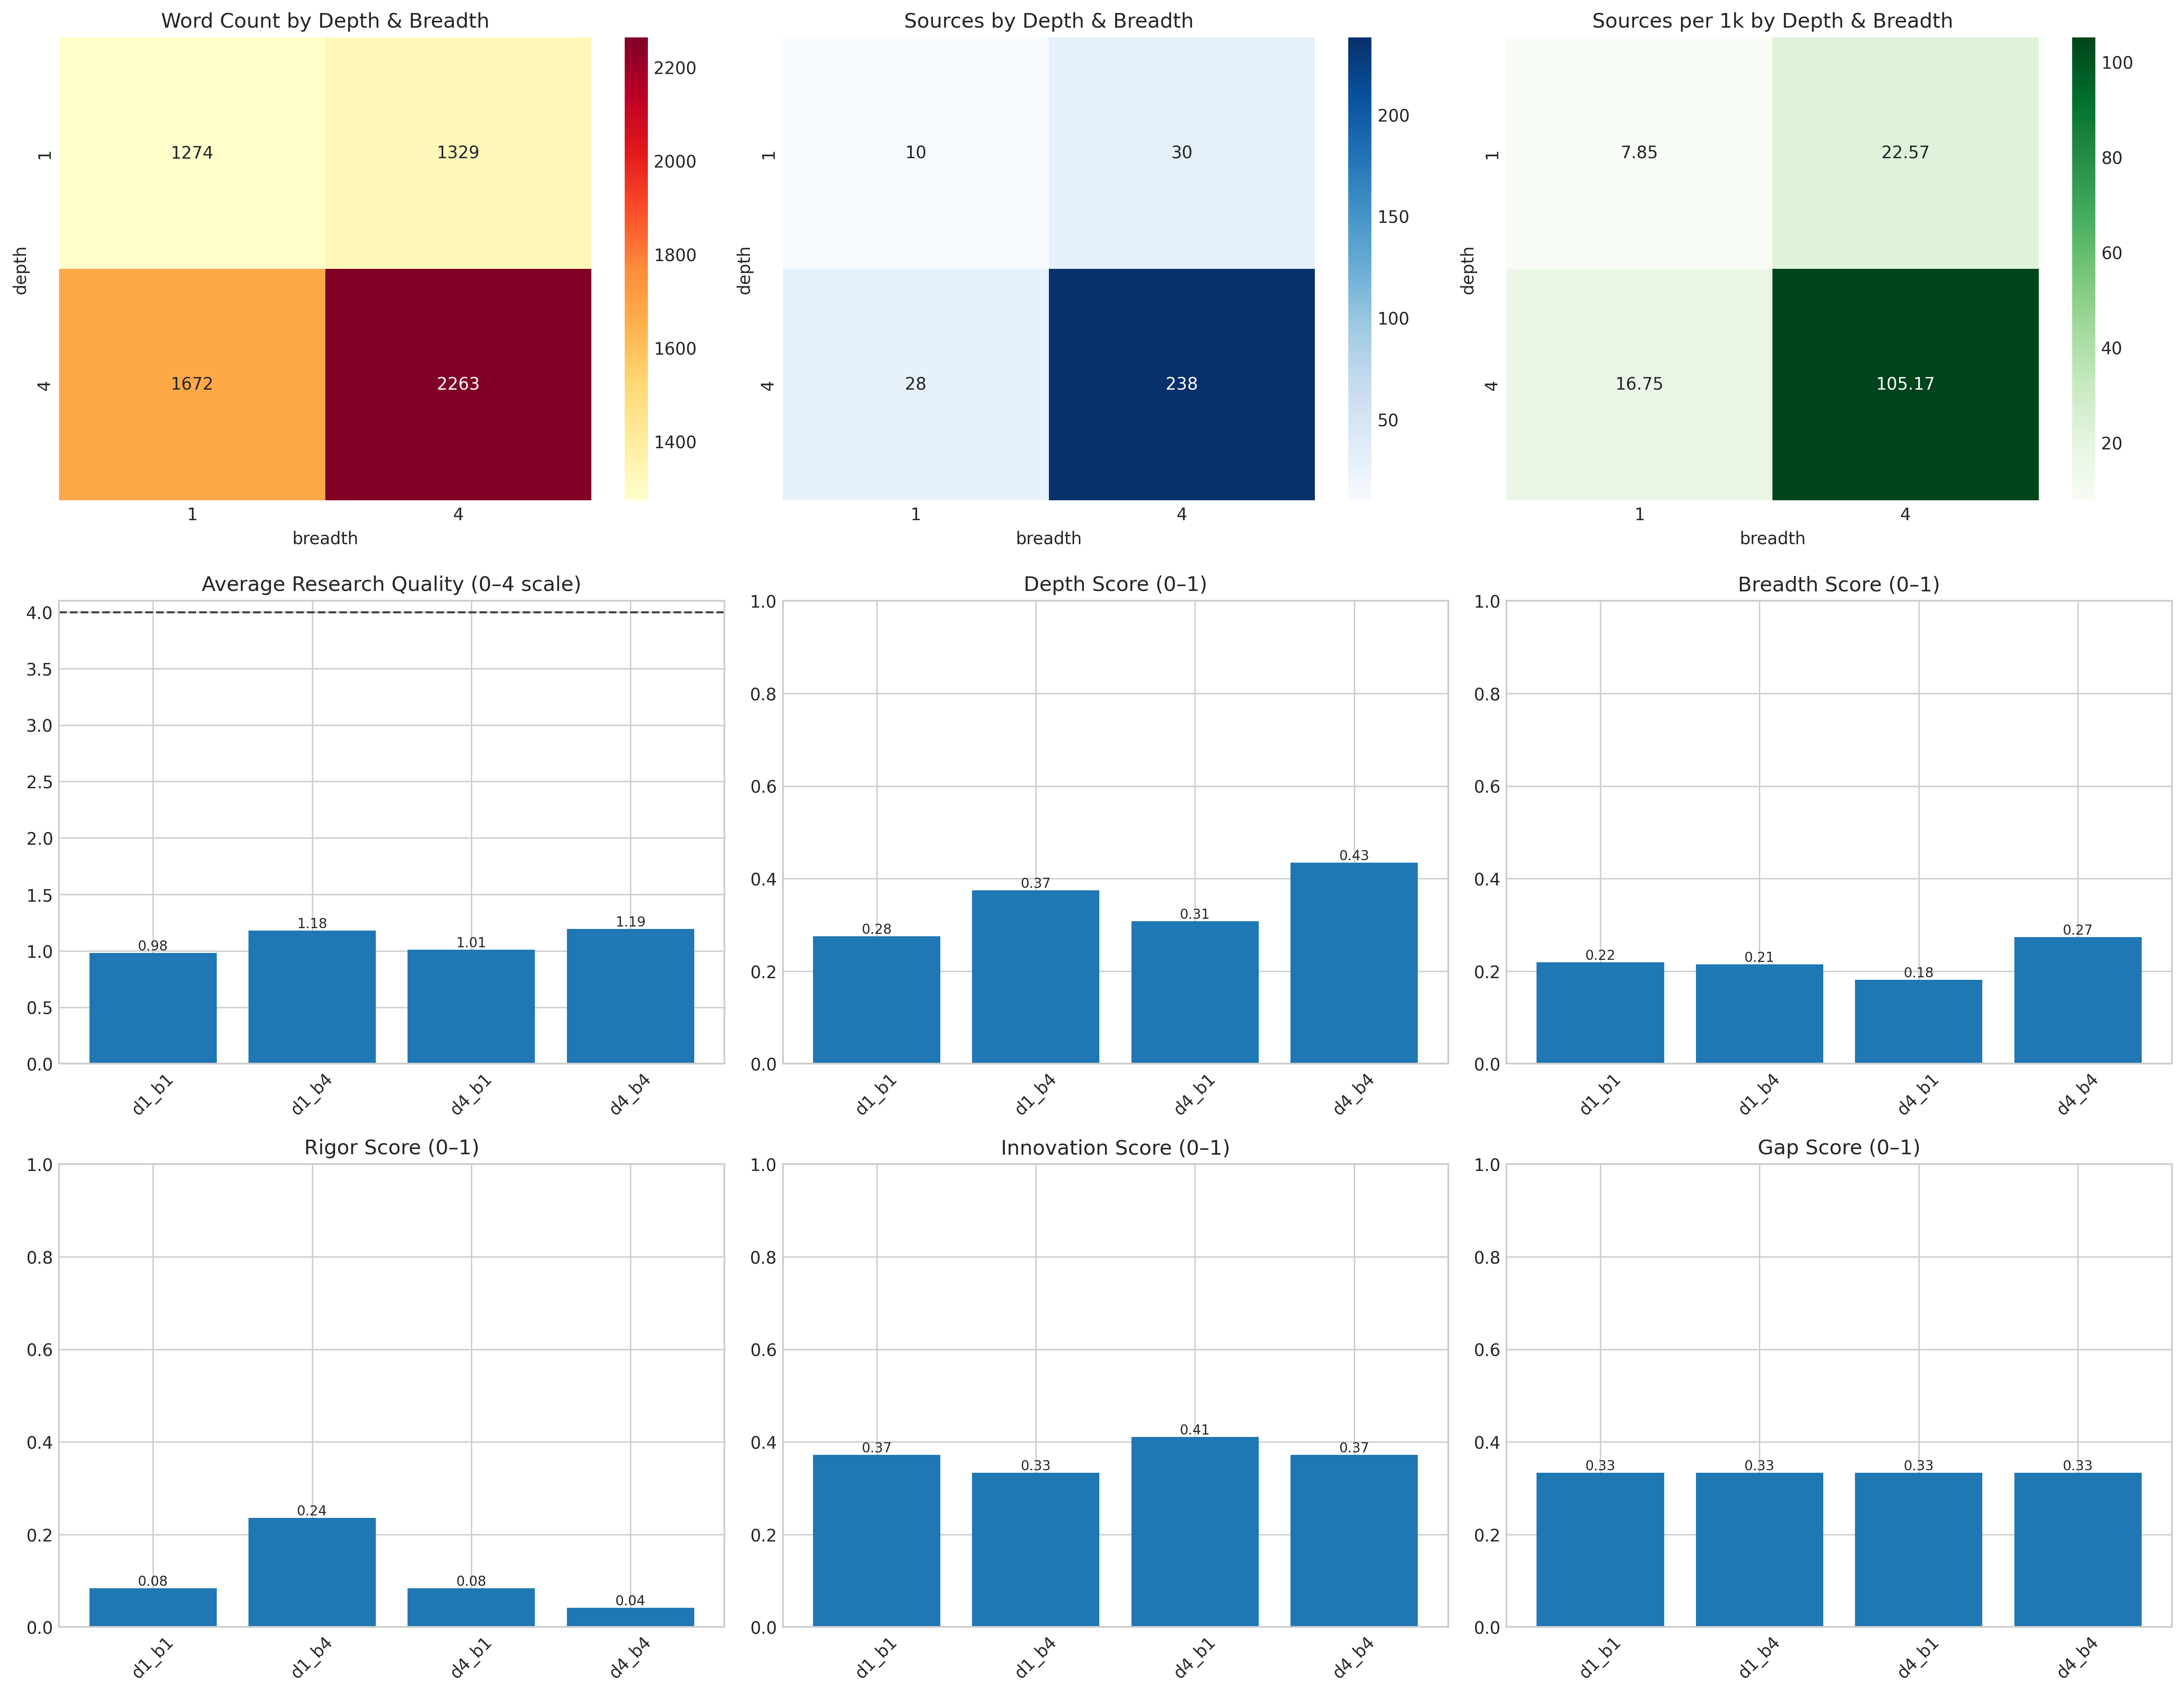 Word Count by Depth & Breadth
1274 1329
1672 2263
1
4
depth
1 4
breadth
2200
2000
1800
1600
1400
Sources by Depth & Breadth
10 30
28 238
1
4
depth
1 4
breadth
200
150
100
50
Sources per 1k by Depth & Breadth
7.85 22.57
16.75 105.17
1
4
depth
1 4
breadth
100
80
60
40
20
Average Research Quality (0–4 scale)
4.0
3.5
3.0
2.5
2.0
1.5
1.0
0.5
0.0
0.98 1.18 1.01 1.19
d1_b1 d1_b4 d4_b1 d4_b4
Depth Score (0–1)
1.0
0.8
0.6
0.4
0.2
0.0
0.28 0.37 0.31 0.43
d1_b1 d1_b4 d4_b1 d4_b4
Breadth Score (0–1)
1.0
0.8
0.6
0.4
0.2
0.0
0.22 0.21 0.18 0.27
d1_b1 d1_b4 d4_b1 d4_b4
Rigor Score (0–1)
1.0
0.8
0.6
0.4
0.2
0.0
0.08 0.24 0.08 0.04
d1_b1 d1_b4 d4_b1 d4_b4
Innovation Score (0–1)
1.0
0.8
0.6
0.4
0.2
0.0
0.37 0.33 0.41 0.37
d1_b1 d1_b4 d4_b1 d4_b4
Gap Score (0–1)
1.0
0.8
0.6
0.4
0.2
0.0
0.33 0.33 0.33 0.33
d1_b1 d1_b4 d4_b1 d4_b4